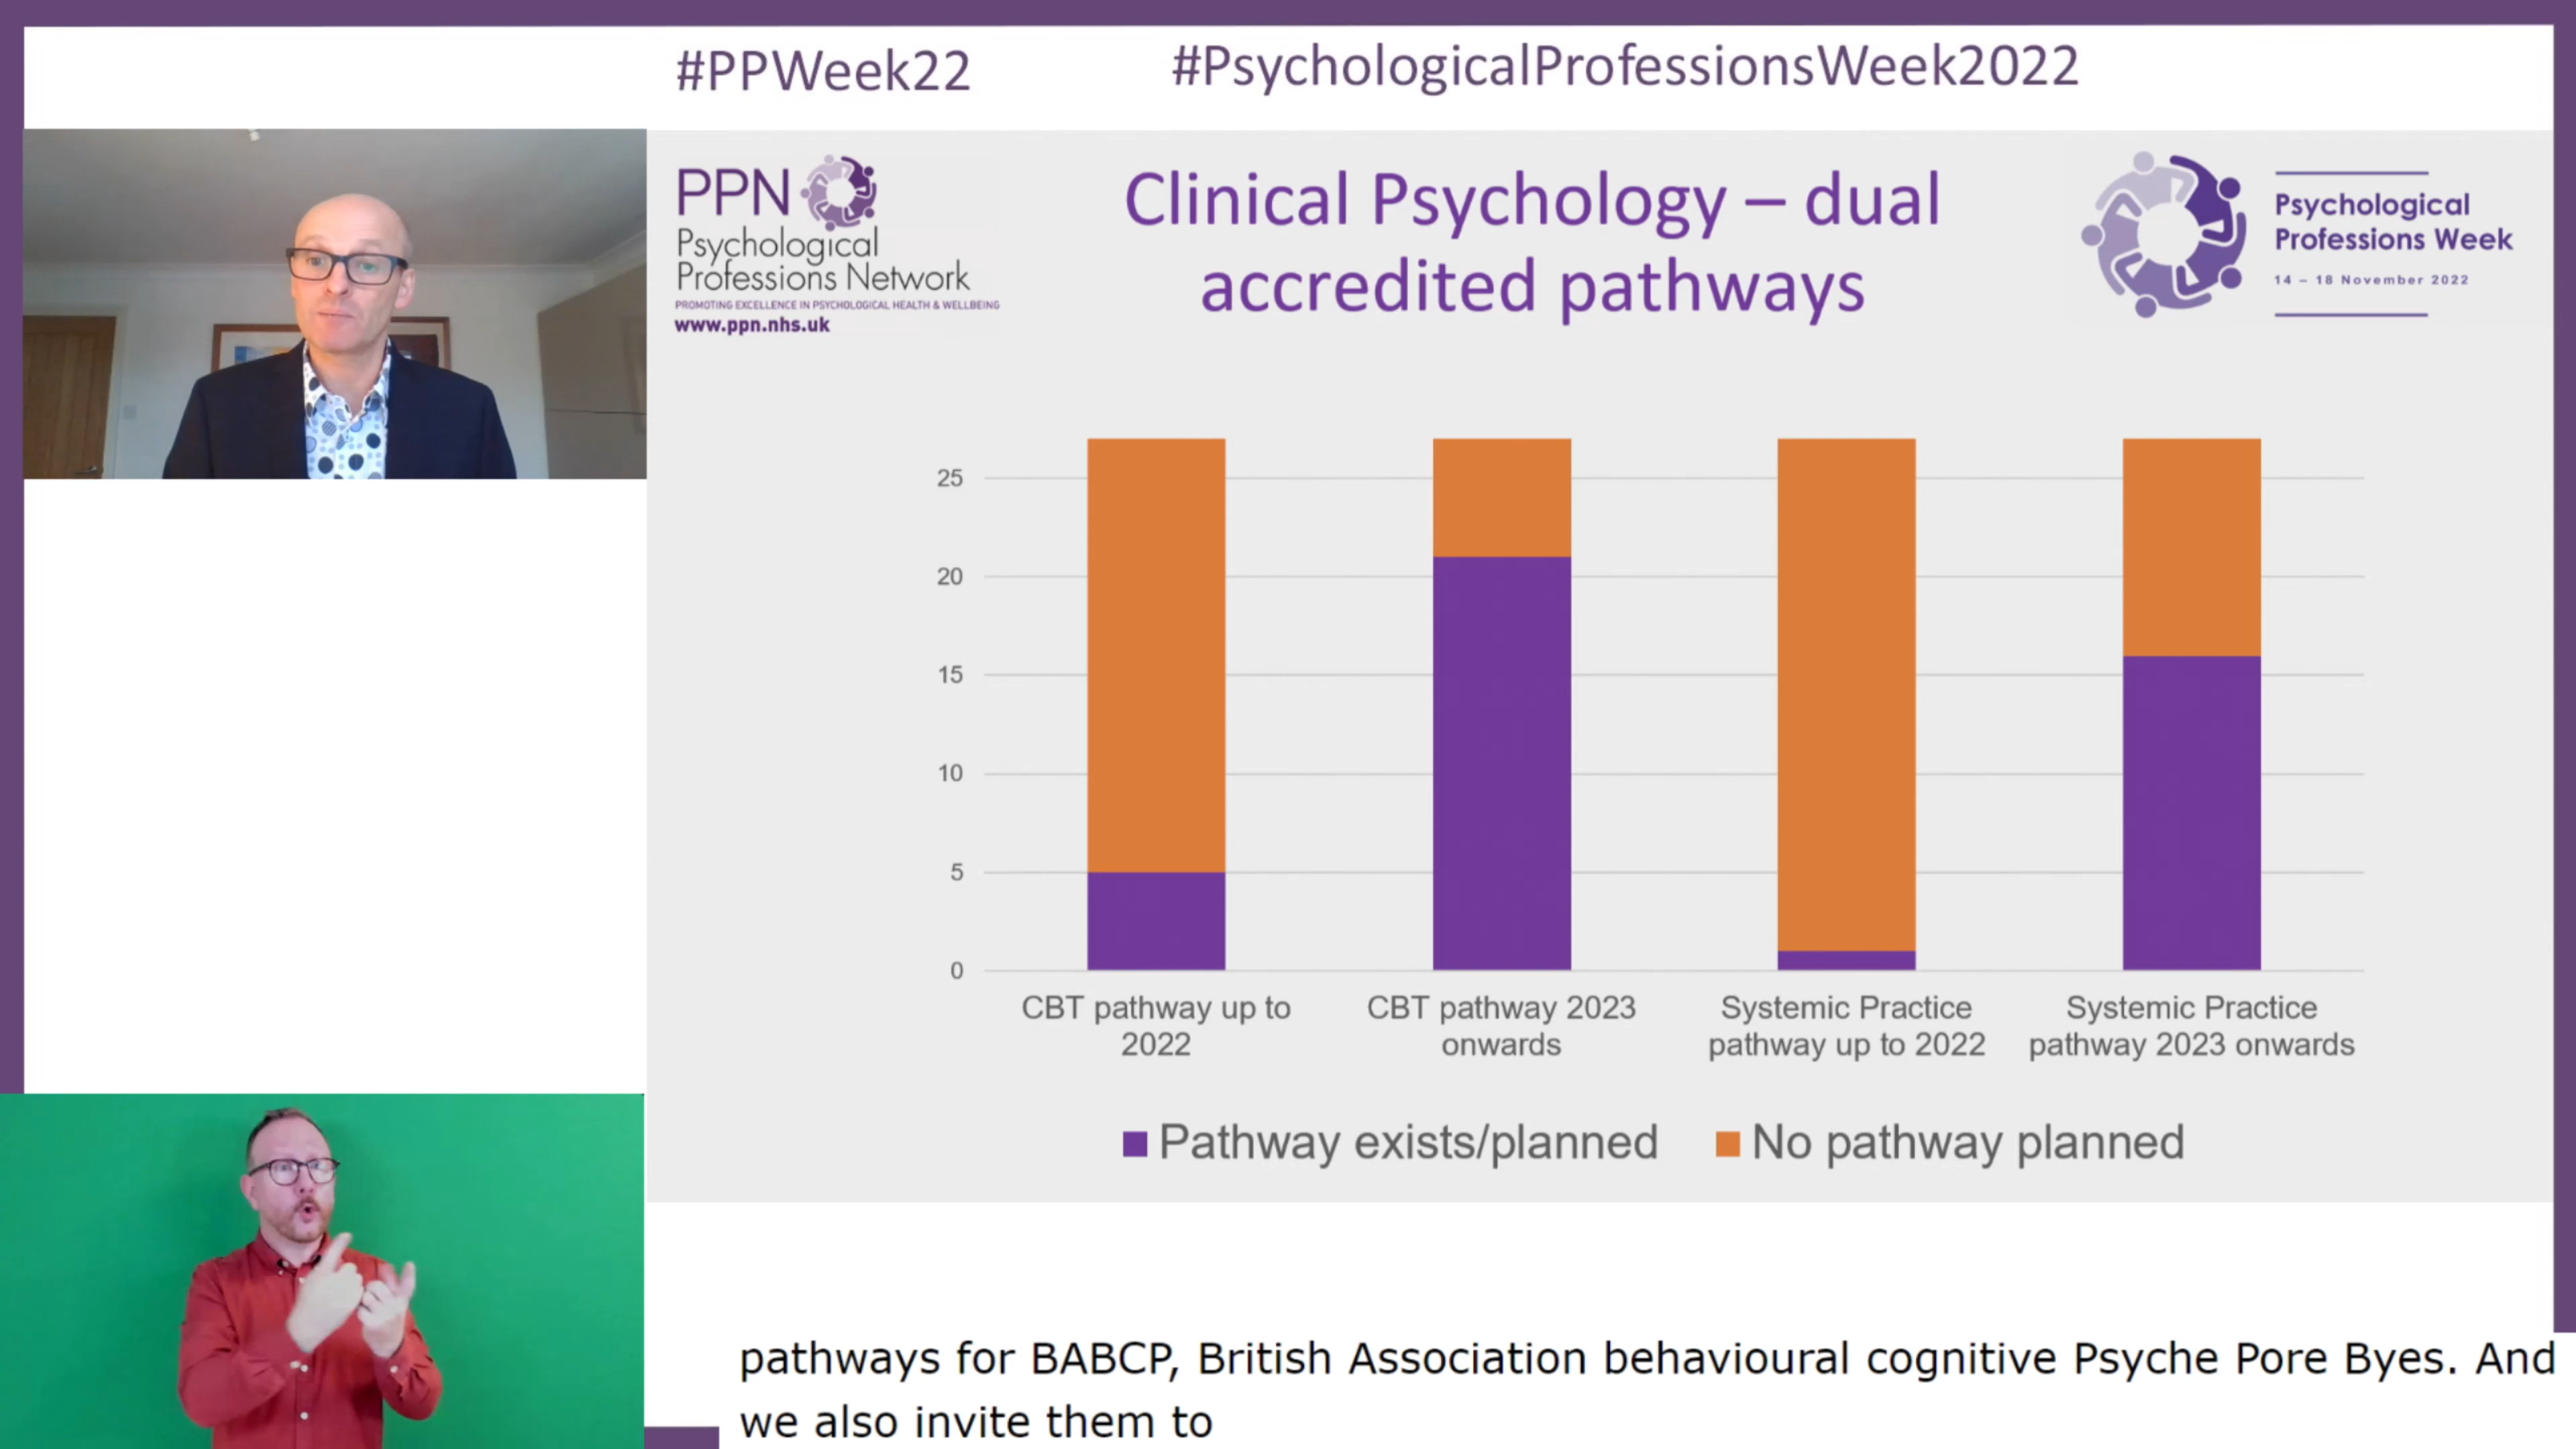 #PPWeek22
#PsychologicalProfessionsWeek2022
PPN
Psychological
Professions Network
PROMOTING EXCELLENCE IN PSYCHOLOGICAL HEALTH & WELLBEING
www.ppn.nhs.uk
Clinical Psychology – dual
accredited pathways
Psychological
Professions Week
14 – 18 November 2022
25
20
15
10
5
0
CBT pathway up to
2022
CBT pathway 2023
onwards
Systemic Practice
pathway up to 2022
Systemic Practice
pathway 2023 onwards
Pathway exists/planned
No pathway planned
pathways for BABCP, British Association behavioural cognitive Psyche Pore Byes. And
we also invite them to